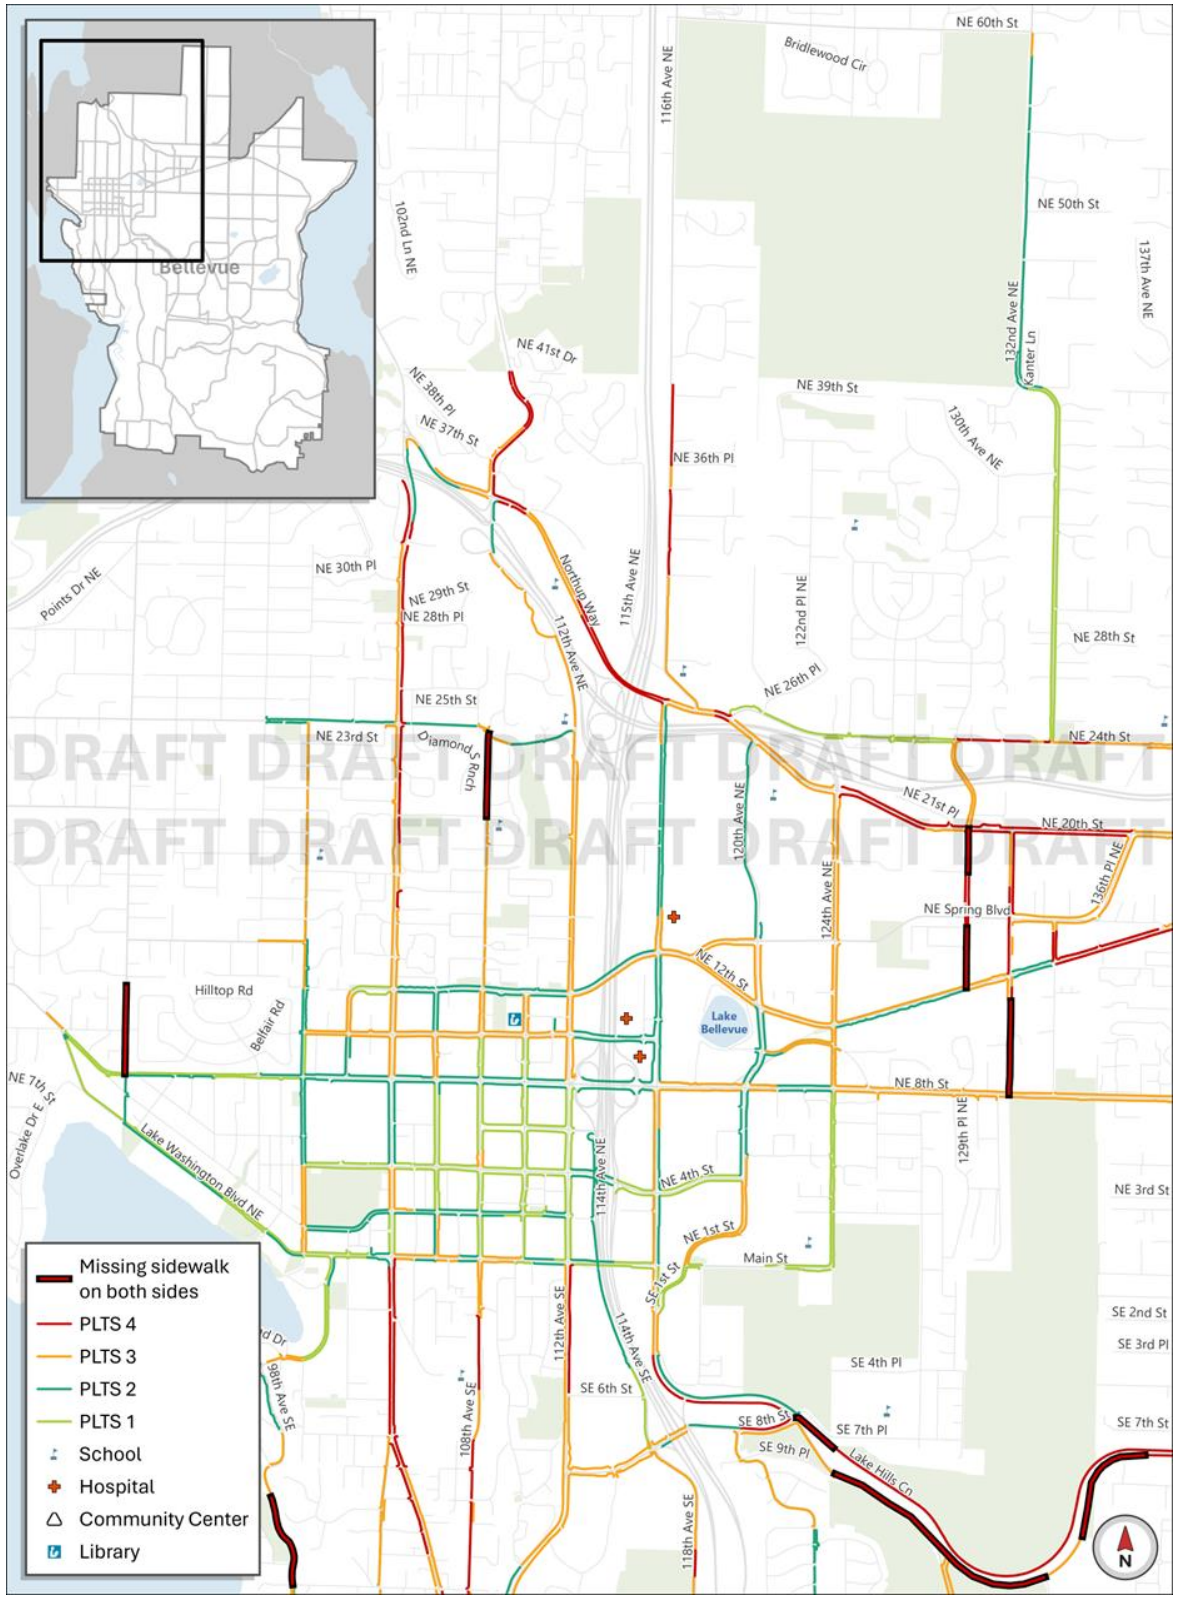 NE 60th St
Bridlewood Cir
116th Ave NE
Bellevue
102nd Ln NE
NE 50th St
137th Ave NE
132nd Ave NE
Kanter Ln
NE 41st Dr
NE 38th Pl
NE 37th St
NE 39th St
130th Ave NE
NE 36th Pl
Points Dr NE
NE 30th Pl
NE 29th St
NE 28th Pl
Northup Way
115th Ave NE
122nd Pl NE
112th Ave NE
NE 28th St
NE 26th Pl
NE 25th St
NE 23rd St
Diamond S Rnch
NE 24th St
DRAFT DRAFT DRAFT DRAFT DRAFT
NE 21st Pl
120th Ave NE
NE 20th St
DRAFT DRAFT DRAFT DRAFT DRAFT
136th Pl NE
124th Ave NE
NE Spring Blvd
NE 12th St
Hilltop Rd
Belfair Rd
Lake
Bellevue
NE 7th St
Overlake Dr E
NE 8th St
129th Pl NE
Lake Washington Blvd NE
114th Ave NE
NE 4th St
NE 3rd St
NE 1st St
Main St
SE 1st St
Missing sidewalk
on both sides
PLTS 4
PLTS 3
PLTS 2
PLTS 1
School
Hospital
Community Center
Library
d Dr
98th Ave SE
112th Ave SE
114th Ave SE
SE 2nd St
SE 3rd Pl
SE 4th Pl
SE 6th St
108th Ave SE
SE 8th St
SE 7th Pl
SE 7th St
SE 9th Pl
Lake Hills Cn
118th Ave SE
N